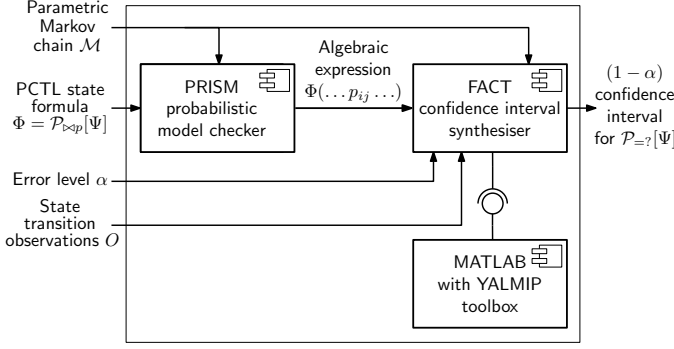 Parametric
Markov
chain ℳ
PCTL state
formula
Φ = 𝒫⋈p[Ψ]
Error level α
State
transition
observations O
PRISM
probabilistic
model checker
Algebraic
expression
Φ(. . . pij . . .)
FACT
confidence interval
synthesiser
MATLAB
with YALMIP
toolbox
(1 − α)
confidence
interval
for 𝒫=?[Ψ]